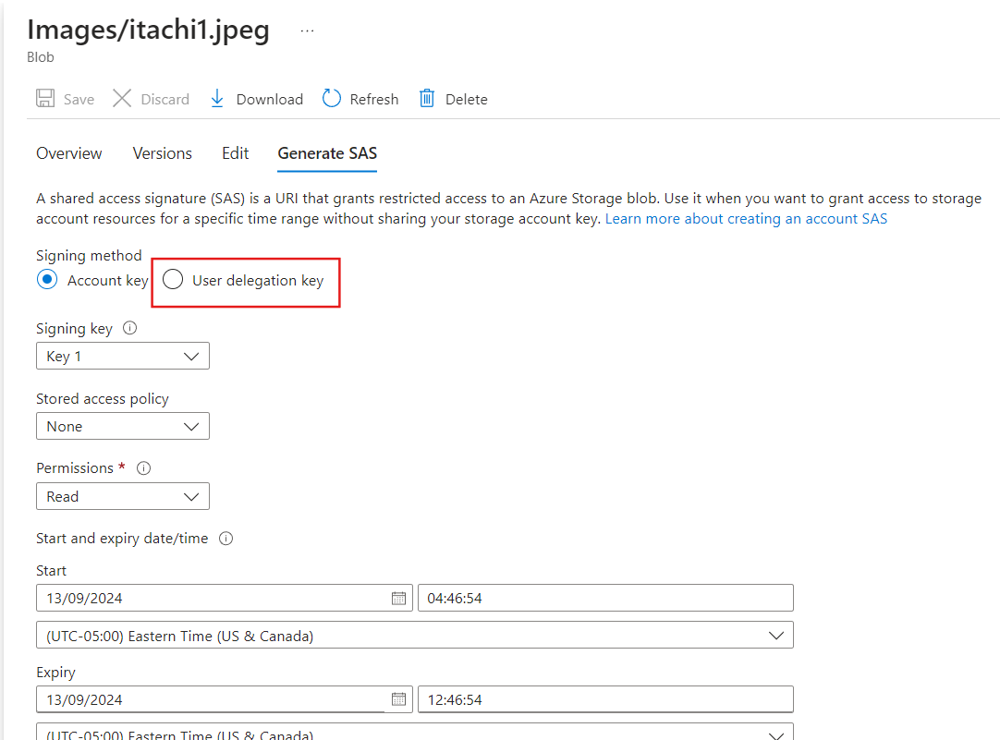 Images/itachi1.jpeg ...
Blob
Save Discard Download Refresh Delete
Overview Versions Edit Generate SAS
A shared access signature (SAS) is a URI that grants restricted access to an Azure Storage blob. Use it when you want to grant access to storage
account resources for a specific time range without sharing your storage account key. Learn more about creating an account SAS
Signing method
Account key User delegation key
Signing key
Key 1
Stored access policy
None
Permissions *
Read
Start and expiry date/time
Start
13/09/2024 04:46:54
(UTC-05:00) Eastern Time (US & Canada)
Expiry
13/09/2024 12:46:54
(UTC-05:00) Eastern Time (US & Canada)